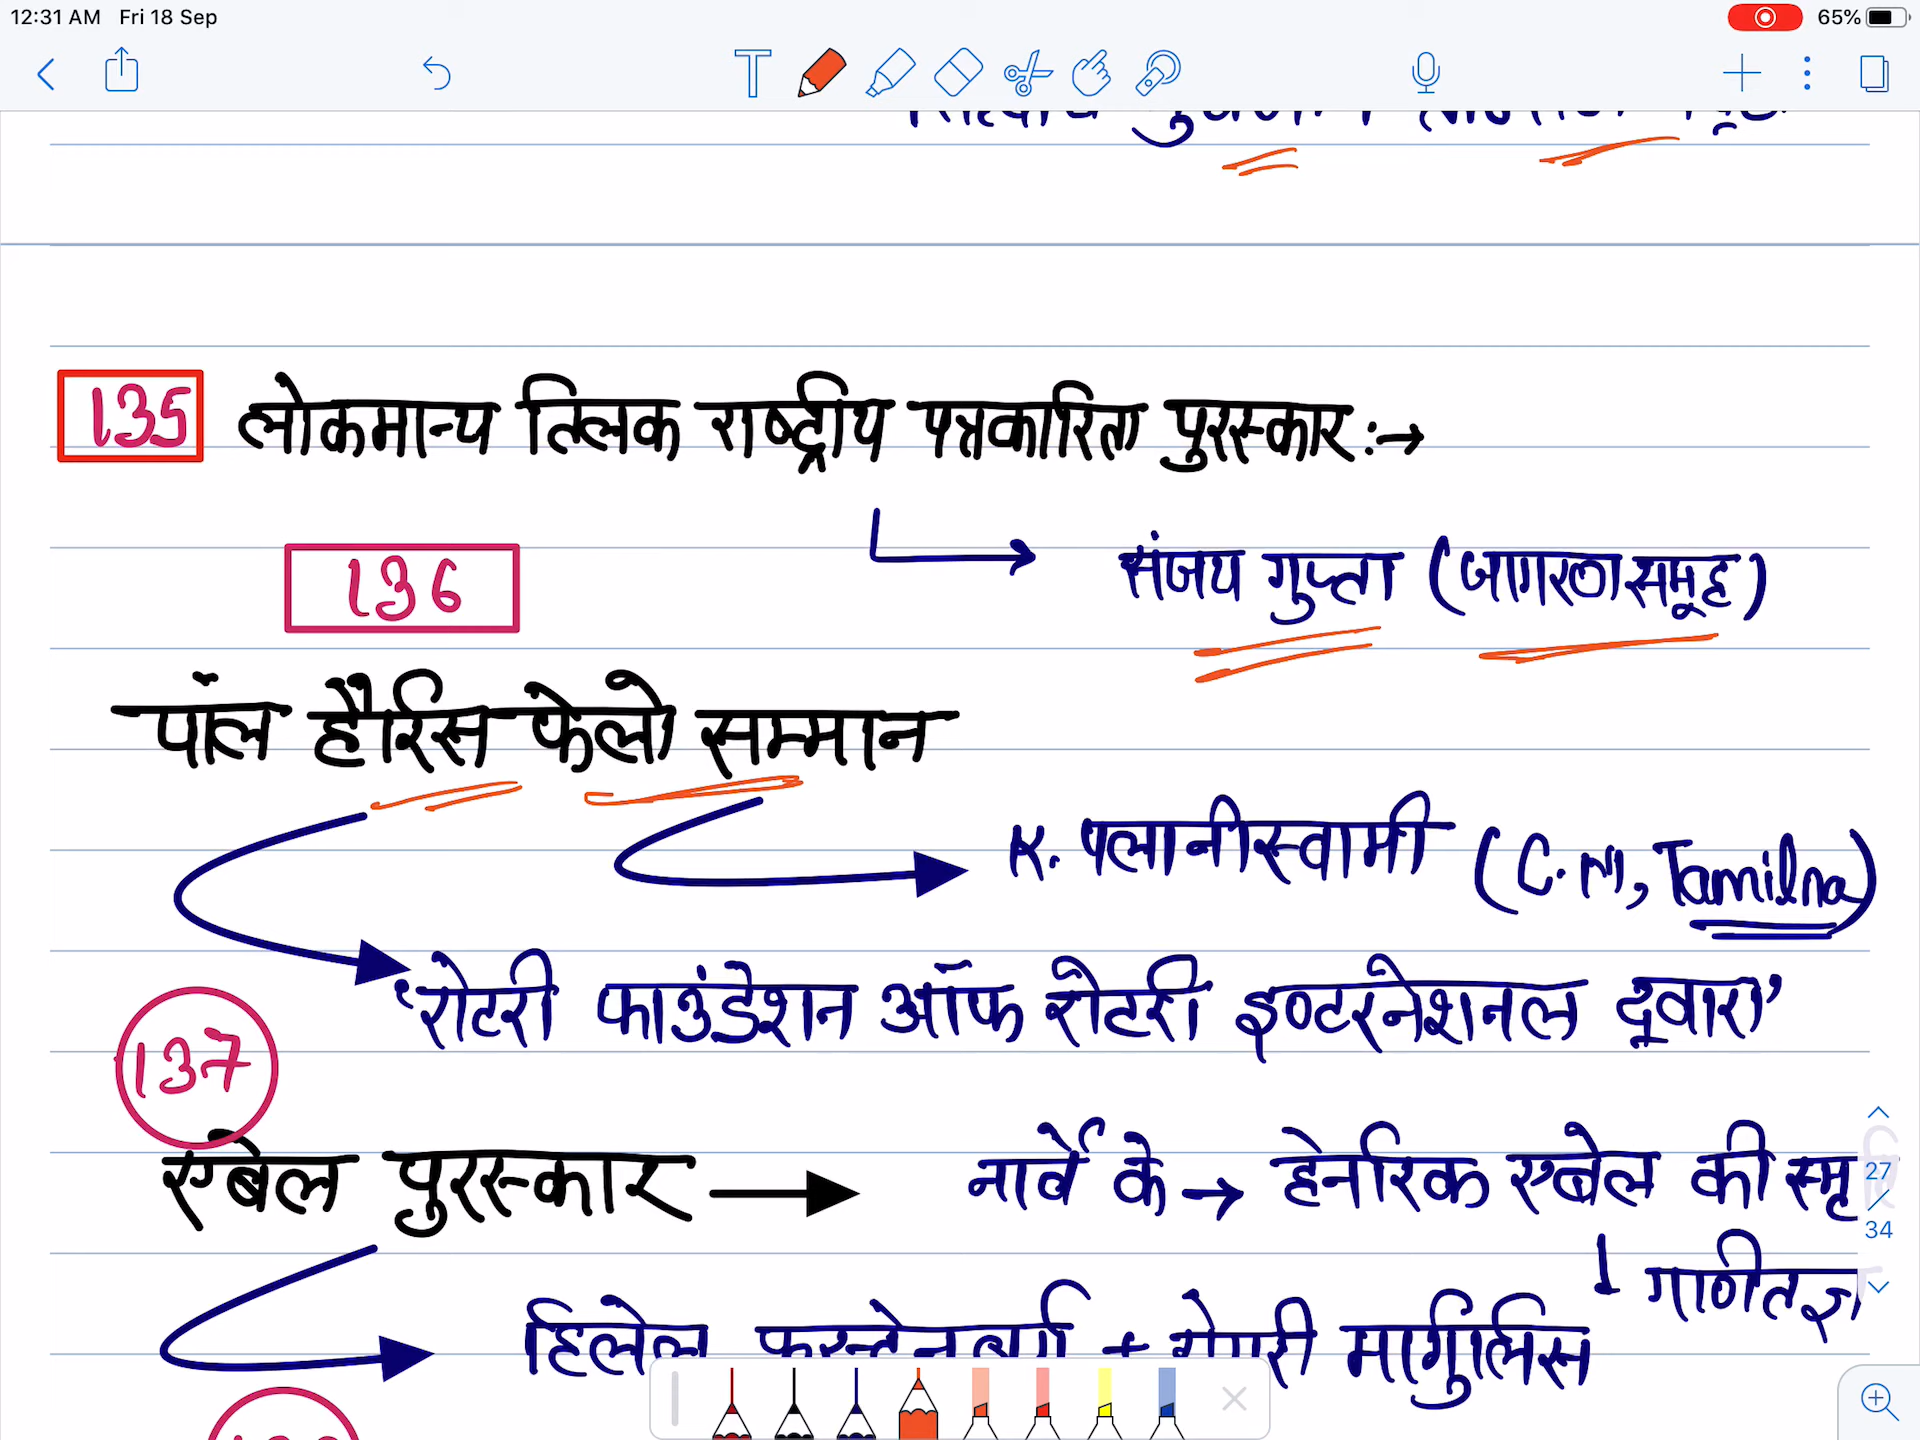 12:31 AM Fri 18 Sep
65%
135 लोकमान्य तिलक राष्ट्रीय पत्रकारिता पुरस्कार :→
संजय गुप्ता (जागरण समूह)
136
पॉल हैरिस फेलो सम्मान
K. पलानीस्वामी (C.M, Tamilna)
'रोटरी फाउंडेशन ऑफ रोटरी इण्टरनेशनल द्वारा'
137
एबेल पुरस्कार → नार्वे के → हेनरिक एबेल की स्मृ
गणितज्ञ
हिलेल + मार्गुलिस
27
34